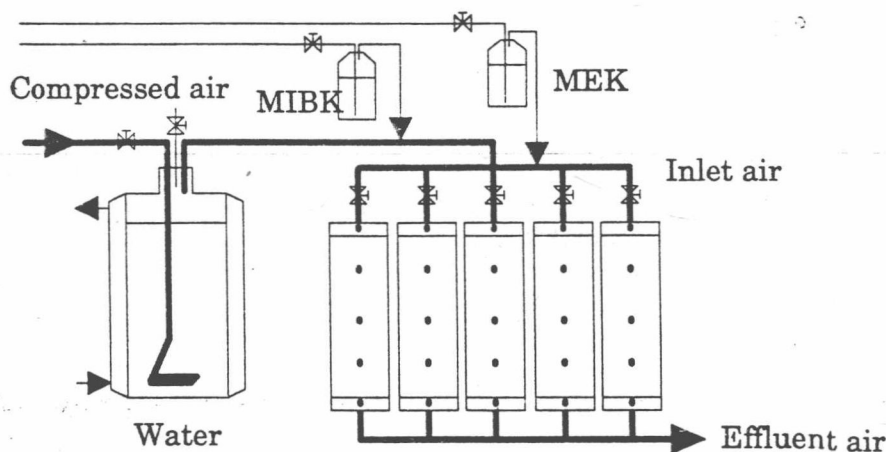 Compressed air
MIBK
MEK
Inlet air
Water
Effluent air